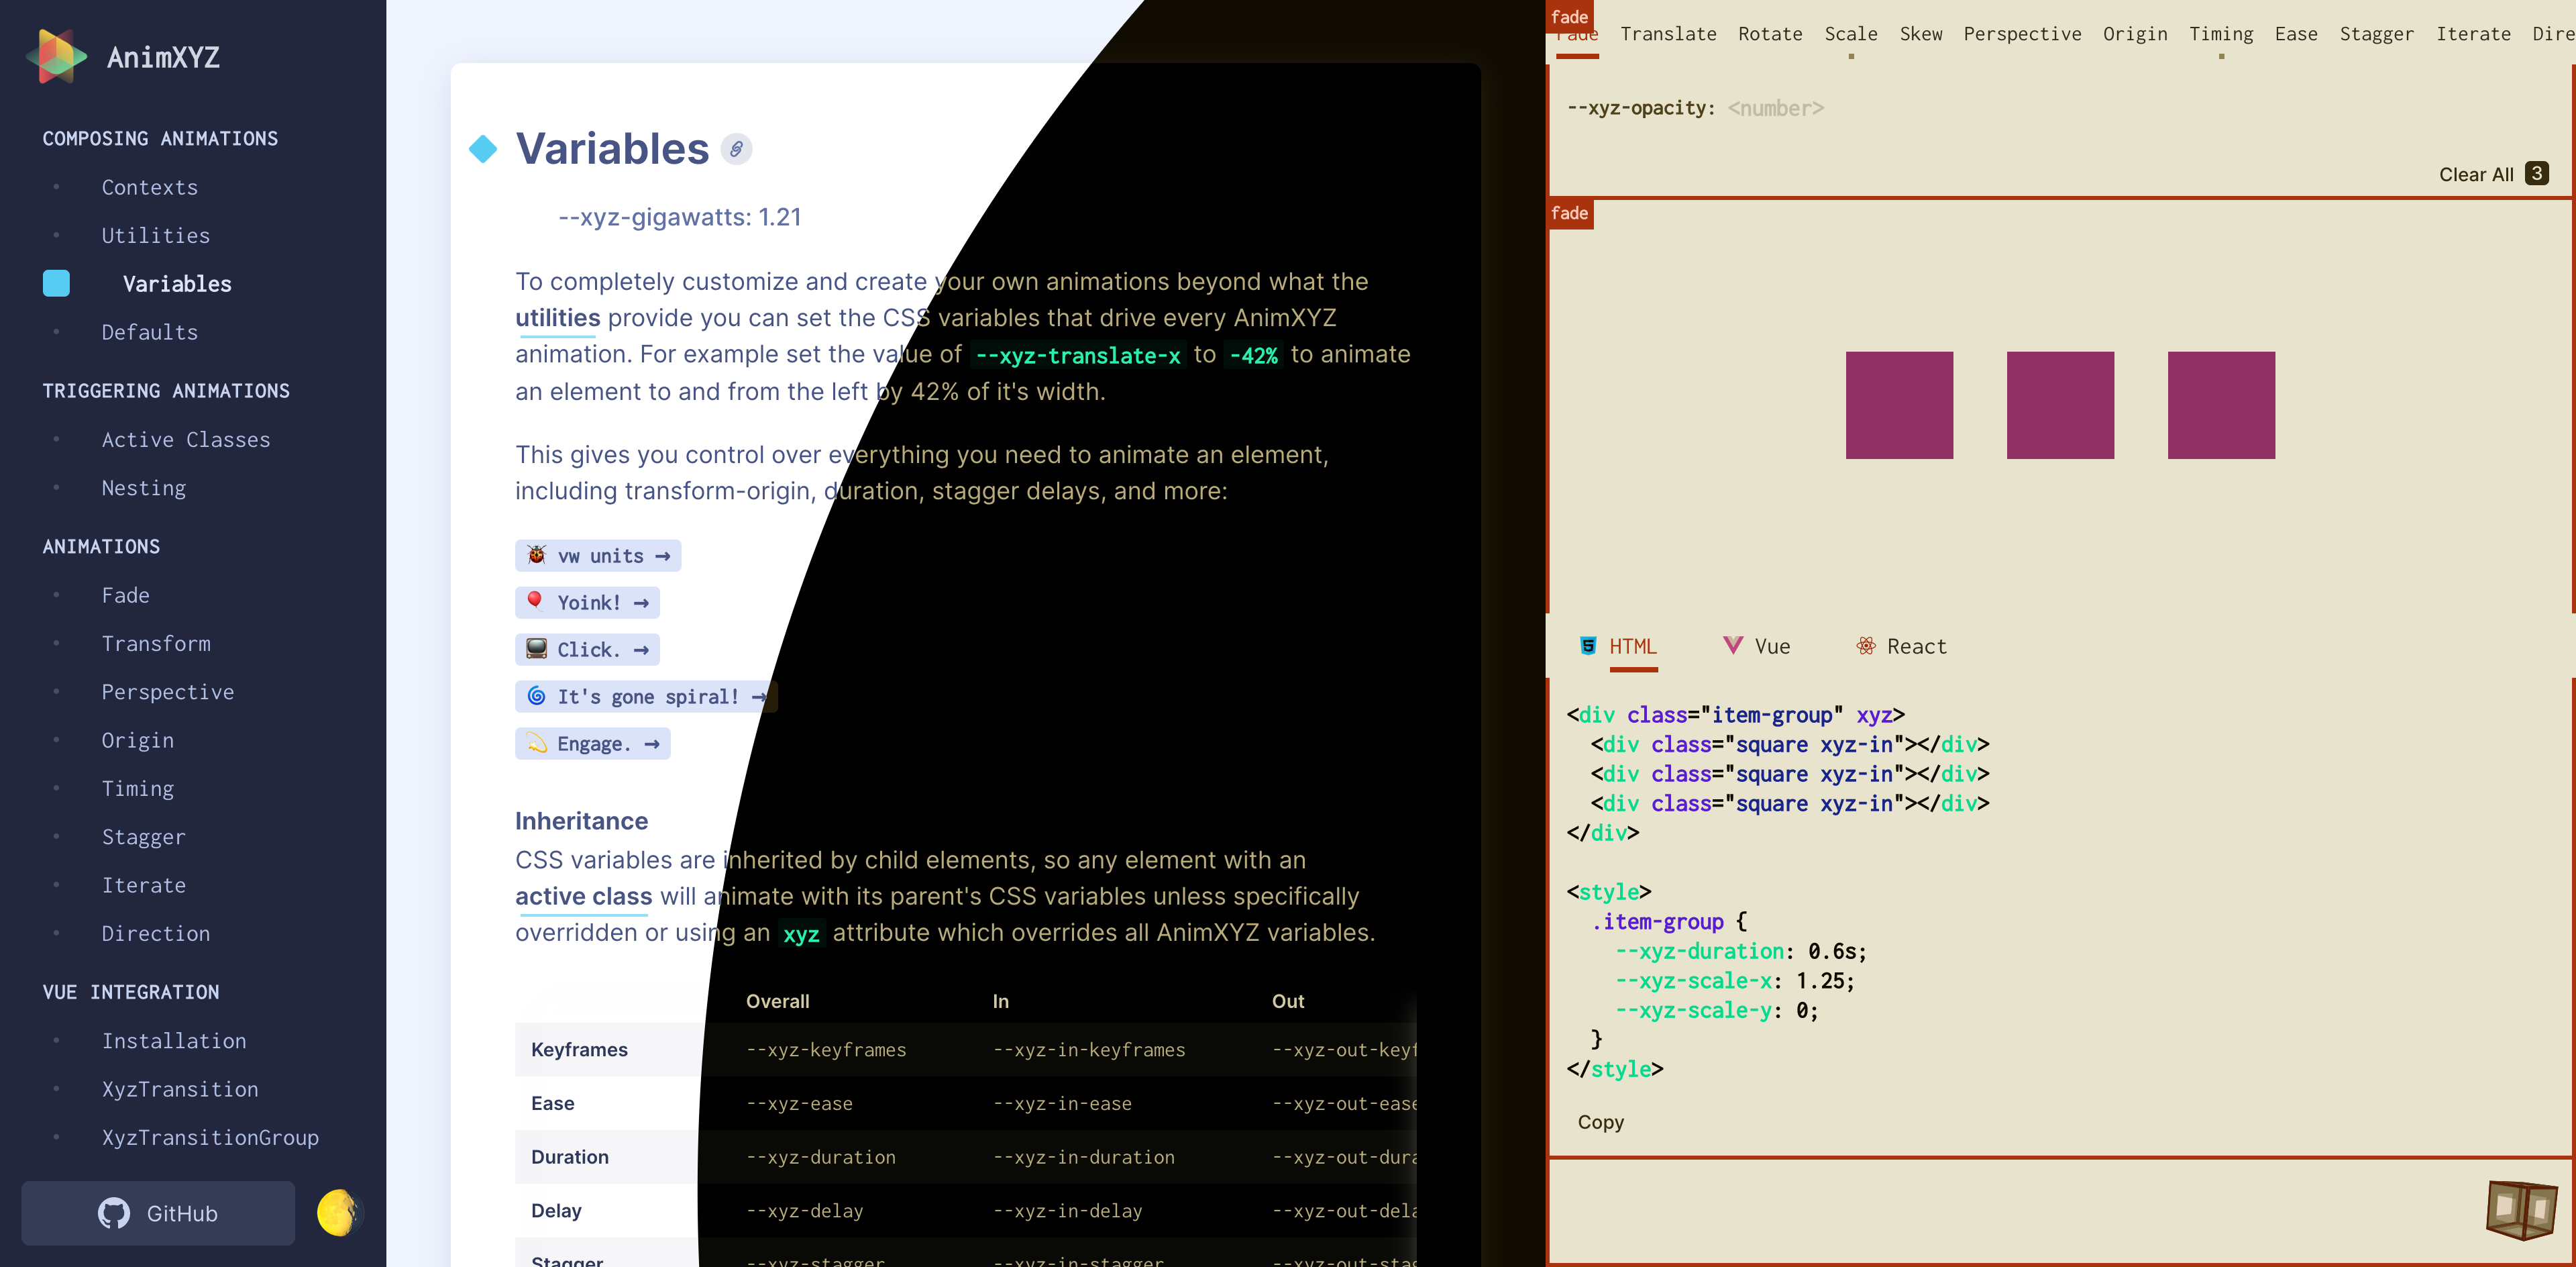 AnimXYZ
COMPOSING ANIMATIONS
Contexts
Utilities
Variables
Defaults
TRIGGERING ANIMATIONS
Active Classes
Nesting
ANIMATIONS
Fade
Transform
Perspective
Origin
Timing
Stagger
Iterate
Direction
VUE INTEGRATION
Installation
XyzTransition
XyzTransitionGroup
GitHub
Variables
--xyz-gigawatts: 1.21
To completely customize and create your own animations beyond what the
utilities provide you can set the CSS variables that drive every AnimXYZ
animation. For example set the value of --xyz-translate-x to -42% to animate
an element to and from the left by 42% of it's width.
This gives you control over everything you need to animate an element,
including transform-origin, duration, stagger delays, and more:
vw units →
Yoink! →
Click. →
It's gone spiral! →
Engage. →
Inheritance
CSS variables are inherited by child elements, so any element with an
active class will animate with its parent's CSS variables unless specifically
overridden or using an xyz attribute which overrides all AnimXYZ variables.
Overall In Out
Keyframes --xyz-keyframes --xyz-in-keyframes --xyz-out-keyf
Ease --xyz-ease --xyz-in-ease --xyz-out-ease
Duration --xyz-duration --xyz-in-duration --xyz-out-dura
Delay --xyz-delay --xyz-in-delay --xyz-out-dela
Stagger --xyz-stagger --xyz-in-stagger --xyz-out-stag
fade
Fade Translate Rotate Scale Skew Perspective Origin Timing Ease Stagger Iterate Dire
--xyz-opacity: <number>
Clear All 3
fade
HTML Vue React
<div class="item-group" xyz>
<div class="square xyz-in"></div>
<div class="square xyz-in"></div>
<div class="square xyz-in"></div>
</div>
<style>
.item-group {
--xyz-duration: 0.6s;
--xyz-scale-x: 1.25;
--xyz-scale-y: 0;
}
</style>
Copy